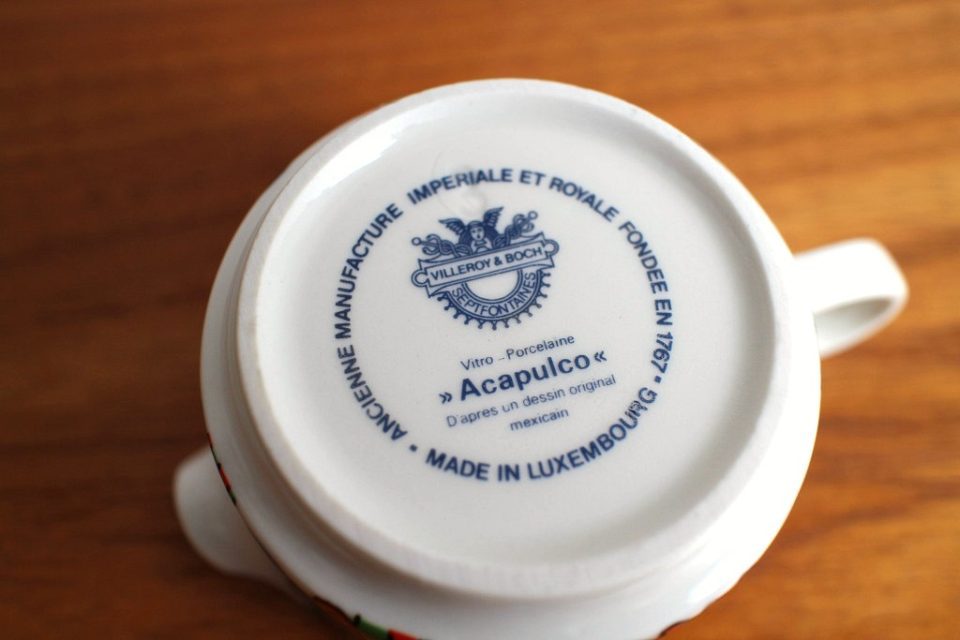 ANCIENNE MANUFACTURE IMPERIALE ET ROYALE FONDEE EN 1767 •
VILLEROY & BOCH
SEPTFONTAINES
Vitro - Porcelaine
»Acapulco«
D'apres un dessin original
mexicain
• MADE IN LUXEMBOURG